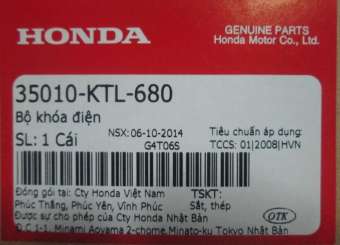 HONDA
GENUINE PARTS
Honda Motor Co., Ltd.
35010-KTL-680
Bộ khóa điện
NSX:06-10-2014
Tiêu chuẩn áp dụng:
SL: 1 Cái
G4T06S
TCCS: 01|2008|HVN
Đóng gói tại: Cty Honda Việt Nam
TSKT:
Phúc Thắng, Phúc Yên, Vĩnh Phúc
Sắt, thép
Được sự cho phép của Cty Honda Nhật Bản
OTK
Đ C 1-1, Minami Aoyama 2-chome Minato-ku Tokyo Nhật Bản